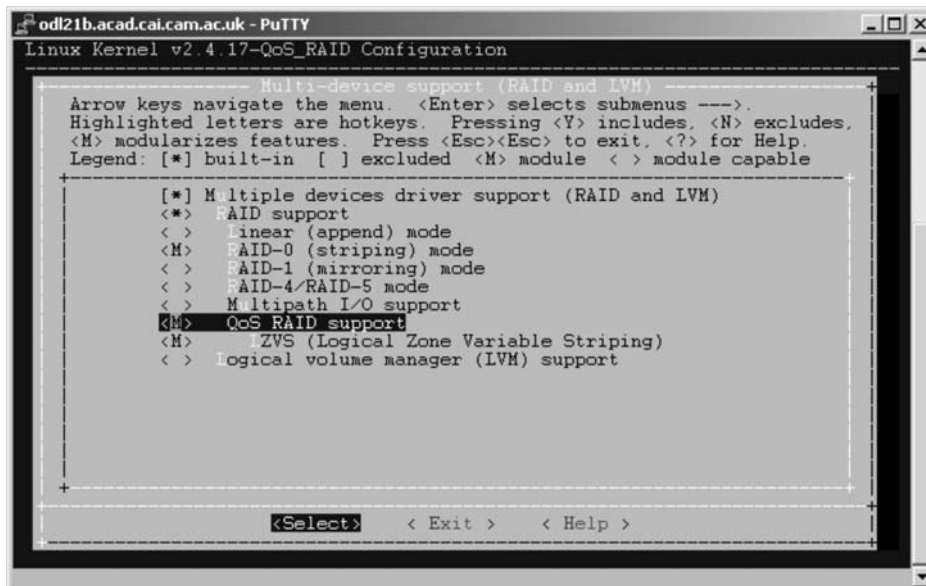 odl21b.acad.cai.cam.ac.uk - PuTTY
Linux Kernel v2.4.17-QoS_RAID Configuration
Multi-device support (RAID and LVM)
Arrow keys navigate the menu. <Enter> selects submenus --->.
Highlighted letters are hotkeys. Pressing <Y> includes, <N> excludes,
<M> modularizes features. Press <Esc><Esc> to exit, <?> for Help.
Legend: [*] built-in [ ] excluded <M> module < > module capable
[*] Multiple devices driver support (RAID and LVM)
<*> RAID support
< > Linear (append) mode
<M> RAID-0 (striping) mode
< > RAID-1 (mirroring) mode
< > RAID-4/RAID-5 mode
< > Multipath I/O support
<M> QoS RAID support
<M> LZVS (Logical Zone Variable Striping)
< > Logical volume manager (LVM) support
<Select> < Exit > < Help >